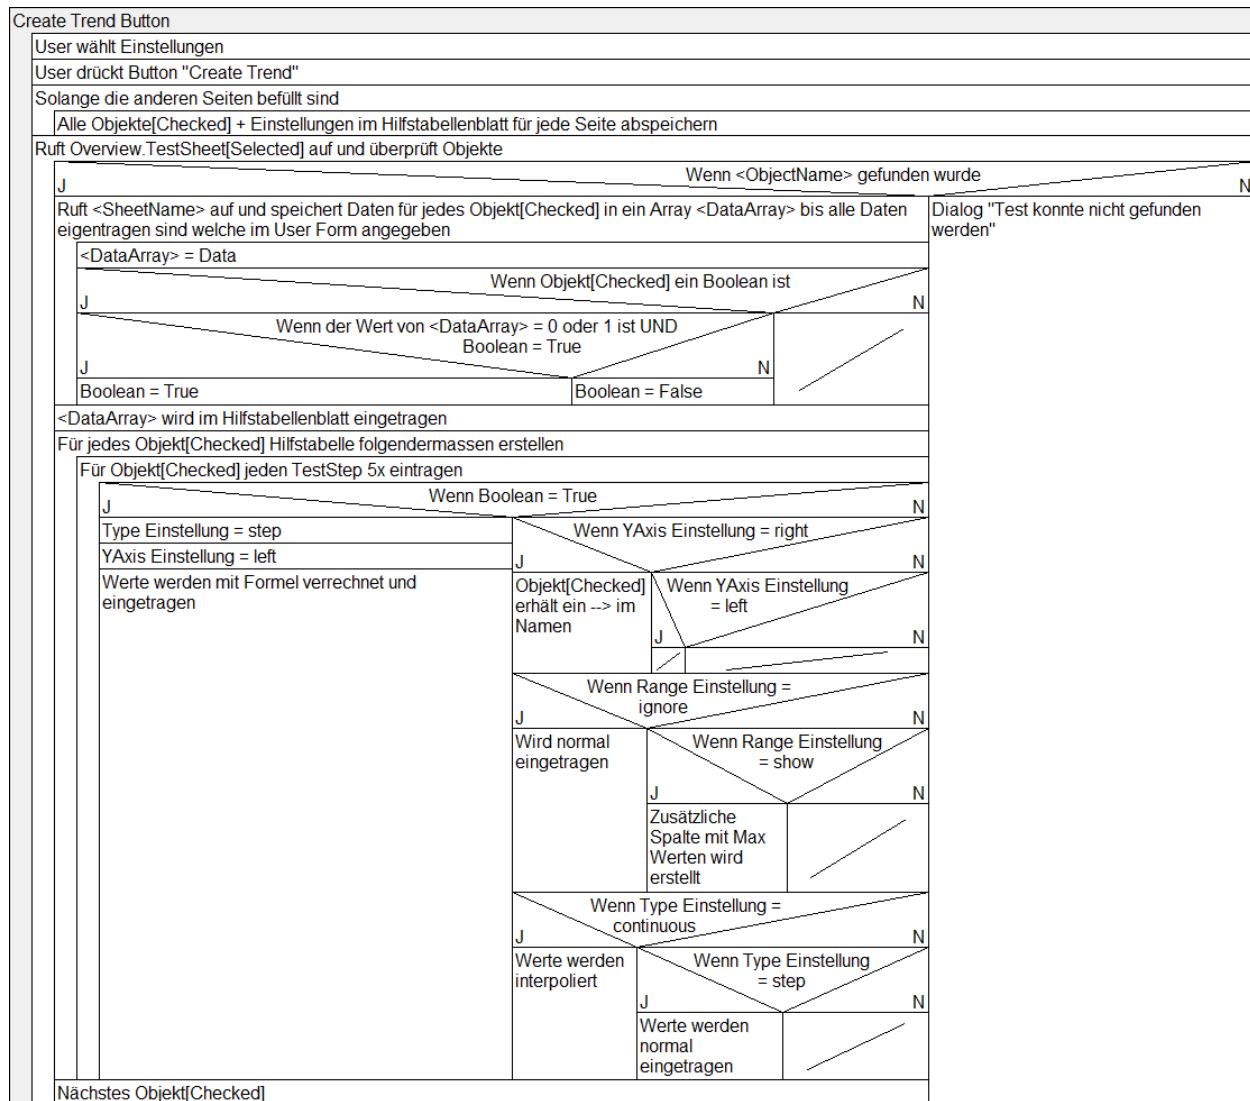 Create Trend Button
User wählt Einstellungen
User drückt Button "Create Trend"
Solange die anderen Seiten befüllt sind
Alle Objekte[Checked] + Einstellungen im Hilfstabellenblatt für jede Seite abspeichern
Ruft Overview.TestSheet[Selected] auf und überprüft Objekte
Wenn <ObjectName> gefunden wurde
J
N
Ruft <SheetName> auf und speichert Daten für jedes Objekt[Checked] in ein Array <DataArray> bis alle Daten
eigentragen sind welche im User Form angegeben
Dialog "Test konnte nicht gefunden
werden"
<DataArray> = Data
Wenn Objekt[Checked] ein Boolean ist
J
N
Wenn der Wert von <DataArray> = 0 oder 1 ist UND
Boolean = True
J
N
Boolean = True
Boolean = False
<DataArray> wird im Hilfstabellenblatt eingetragen
Für jedes Objekt[Checked] Hilfstabelle folgendermassen erstellen
Für Objekt[Checked] jeden TestStep 5x eintragen
Wenn Boolean = True
J
N
Type Einstellung = step
YAxis Einstellung = left
Werte werden mit Formel verrechnet und
eingetragen
Wenn YAxis Einstellung = right
J
N
Objekt[Checked]
erhält ein --> im
Namen
Wenn YAxis Einstellung
= left
J
N
Wenn Range Einstellung =
ignore
J
N
Wird normal
eingetragen
Wenn Range Einstellung
= show
J
N
Zusätzliche
Spalte mit Max
Werten wird
erstellt
Wenn Type Einstellung =
continuous
J
N
Werte werden
interpoliert
Wenn Type Einstellung
= step
J
N
Werte werden
normal
eingetragen
Nächstes Objekt[Checked]